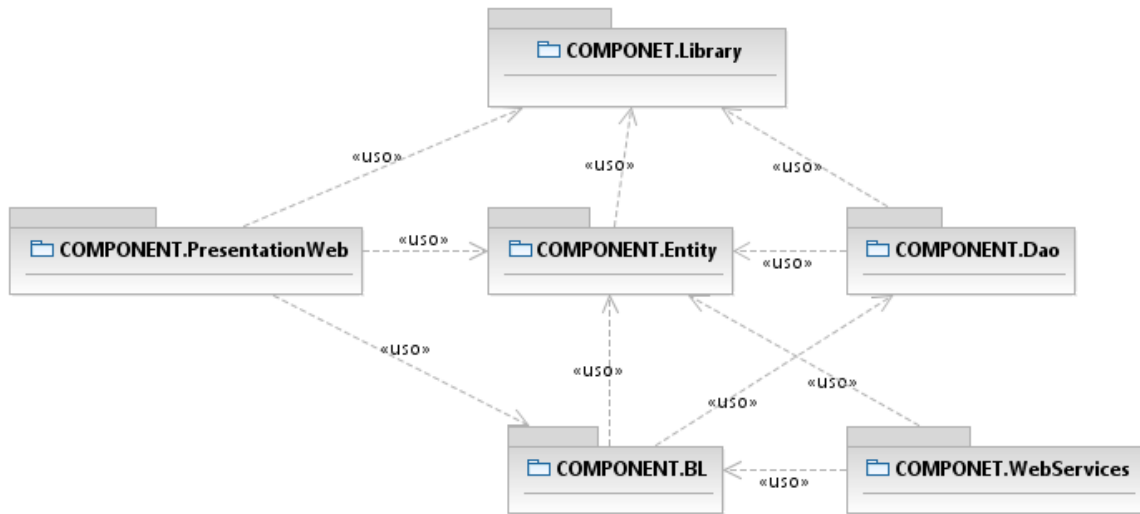 COMPONET.Library
«uso»
«uso»
«uso»
COMPONENT.PresentationWeb
«uso»
COMPONENT.Entity
«uso»
COMPONENT.Dao
«uso»
«uso»
«uso»
«uso»
COMPONENT.BL
«uso»
COMPONET.WebServices